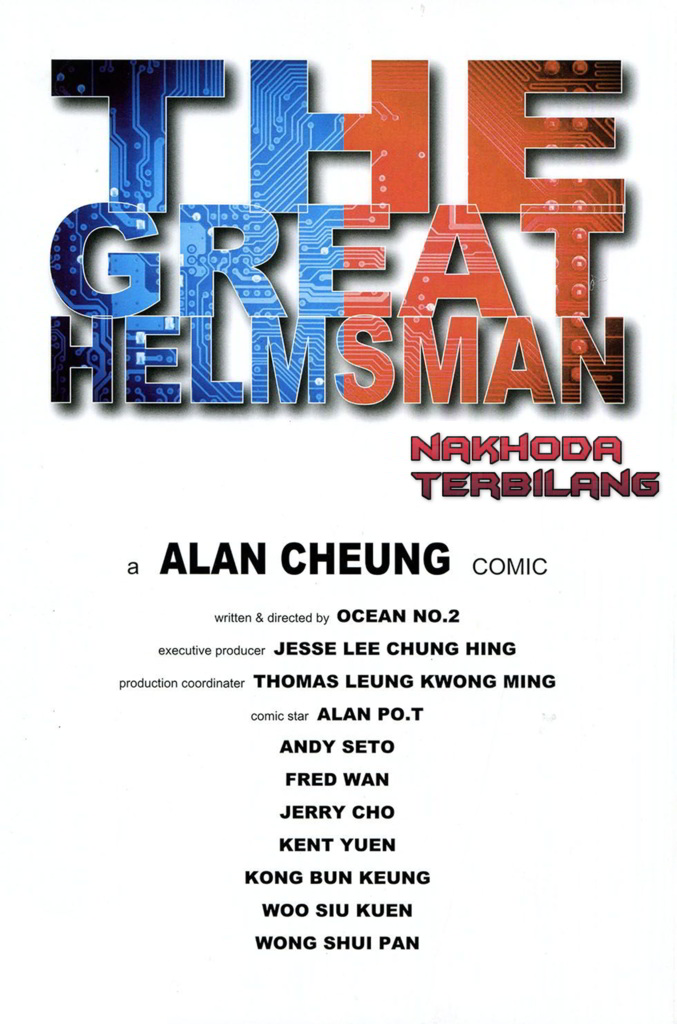 THE
GREAT
HELMSMAN
NAKHODA
TERBILANG
a ALAN CHEUNG COMIC
written & directed by OCEAN NO.2
executive producer JESSE LEE CHUNG HING
production coordinater THOMAS LEUNG KWONG MING
comic star ALAN PO.T
ANDY SETO
FRED WAN
JERRY CHO
KENT YUEN
KONG BUN KEUNG
WOO SIU KUEN
WONG SHUI PAN